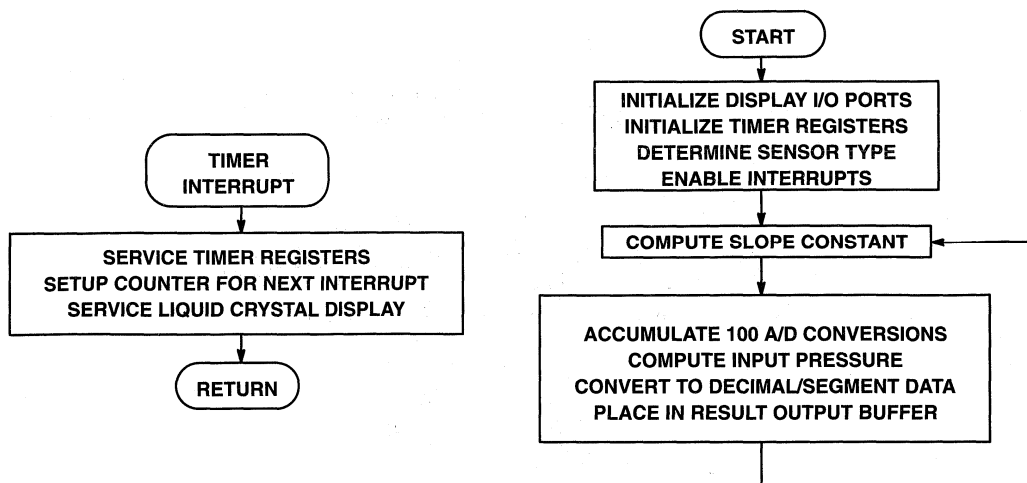 TIMER
INTERRUPT
SERVICE TIMER REGISTERS
SETUP COUNTER FOR NEXT INTERRUPT
SERVICE LIQUID CRYSTAL DISPLAY
RETURN
START
INITIALIZE DISPLAY I/O PORTS
INITIALIZE TIMER REGISTERS
DETERMINE SENSOR TYPE
ENABLE INTERRUPTS
COMPUTE SLOPE CONSTANT
ACCUMULATE 100 A/D CONVERSIONS
COMPUTE INPUT PRESSURE
CONVERT TO DECIMAL/SEGMENT DATA
PLACE IN RESULT OUTPUT BUFFER